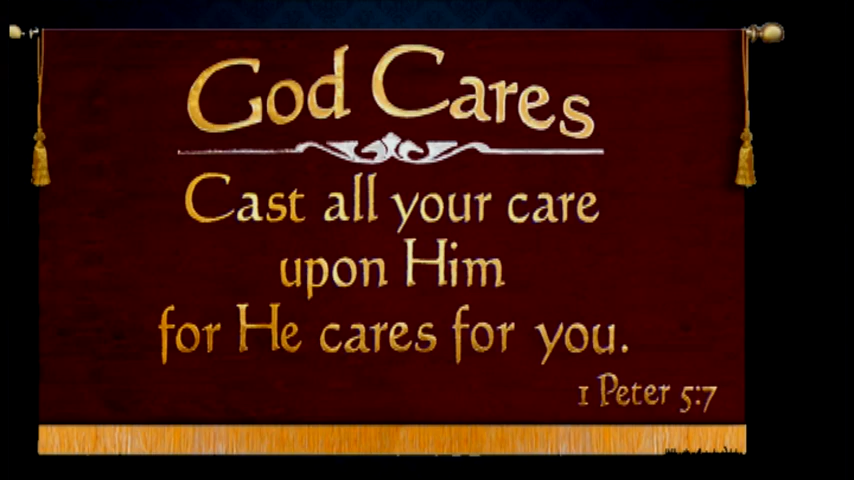 God Cares
Cast all your care
upon Him
for He cares for you.
1 Peter 5:7